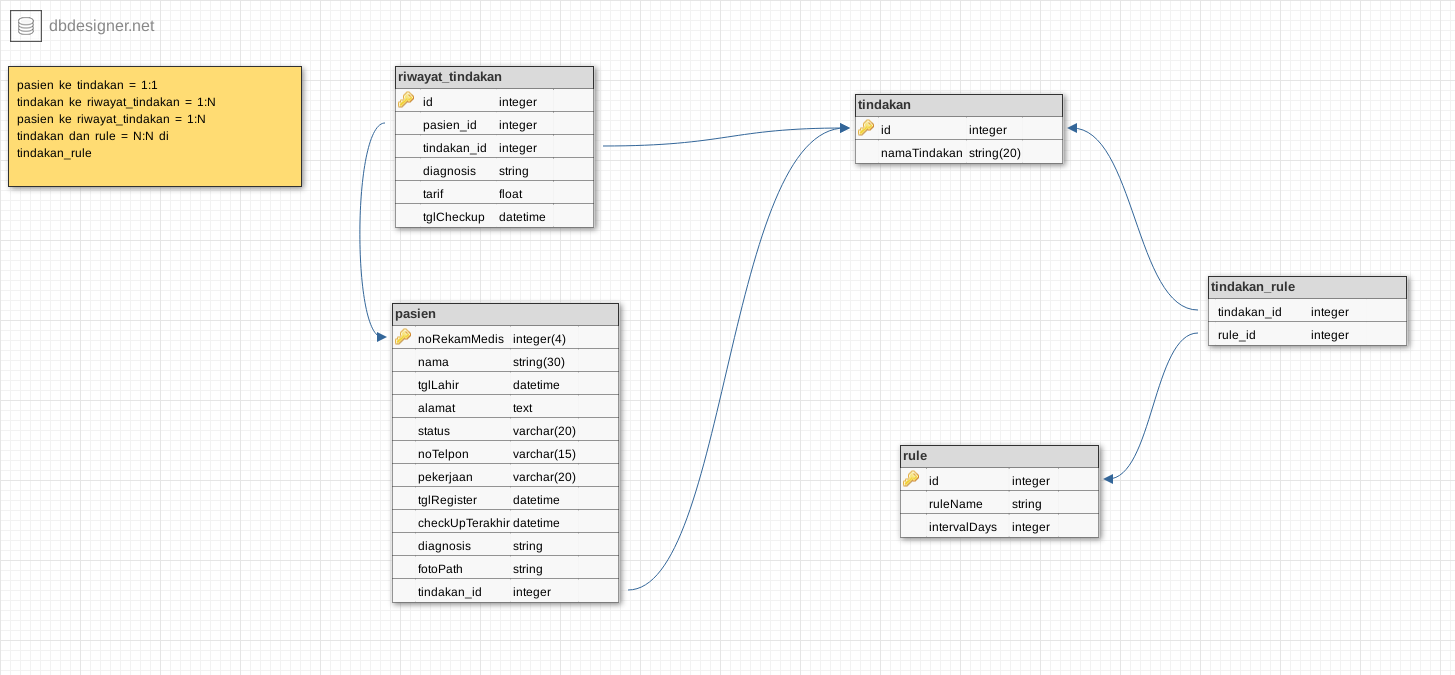 dbdesigner.net
pasien ke tindakan = 1:1
tindakan ke riwayat_tindakan = 1:N
pasien ke riwayat_tindakan = 1:N
tindakan dan rule = N:N di
tindakan_rule
riwayat_tindakan
id integer
pasien_id integer
tindakan_id integer
diagnosis string
tarif float
tglCheckup datetime
tindakan
id integer
namaTindakan string(20)
tindakan_rule
tindakan_id integer
rule_id integer
pasien
noRekamMedis integer(4)
nama string(30)
tglLahir datetime
alamat text
status varchar(20)
noTelpon varchar(15)
pekerjaan varchar(20)
tglRegister datetime
checkUpTerakhir datetime
diagnosis string
fotoPath string
tindakan_id integer
rule
id integer
ruleName string
intervalDays integer